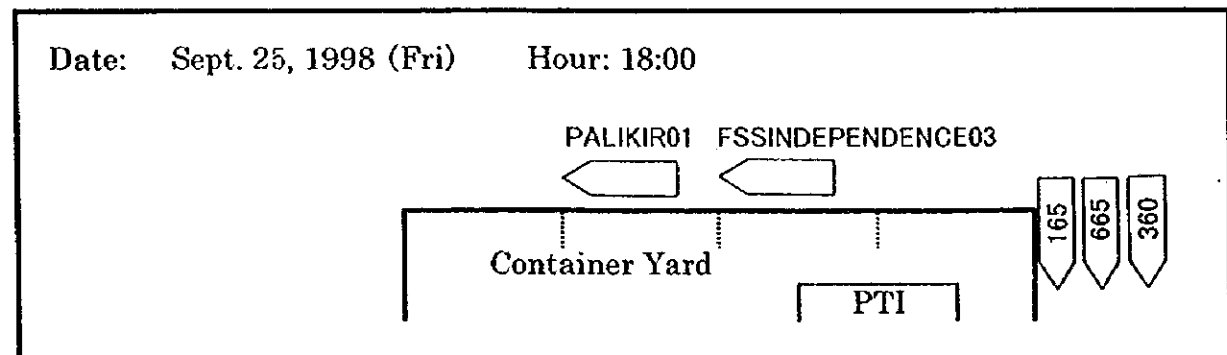 Date: Sept. 25, 1998 (Fri) Hour: 18:00
PALIKIR01 FSSINDEPENDENCE03
165 665 360
Container Yard
PTI